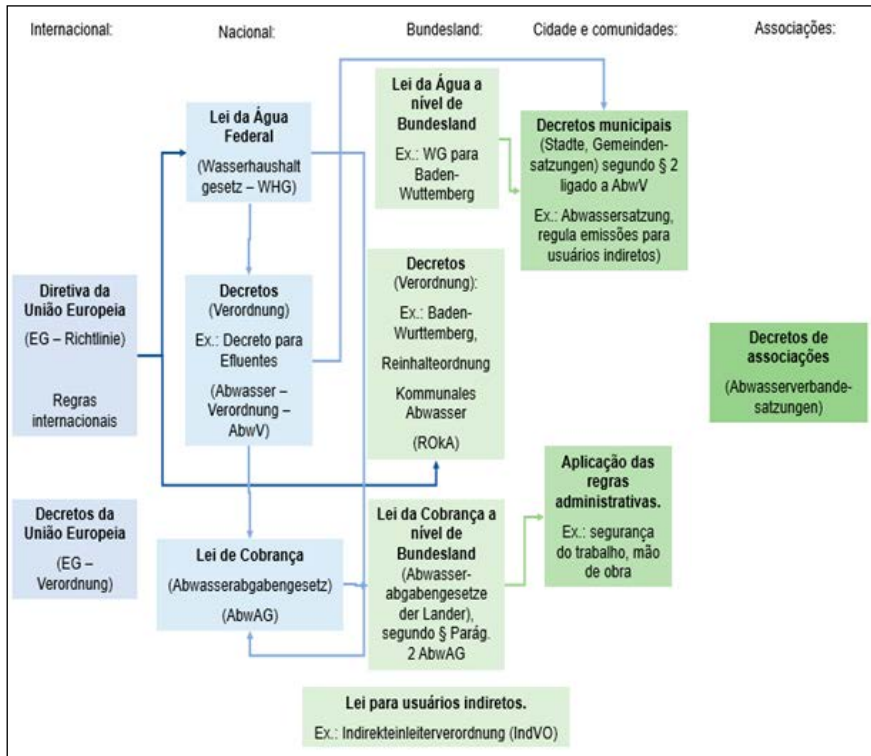 Internacional:
Nacional:
Bundesland:
Cidade e comunidades:
Associações:
Diretiva da
União Europeia
(EG – Richtlinie)
Regras
internacionais
Decretos da
União Europeia
(EG –
Verordnung)
Lei da Água
Federal
(Wasserhaushalt
gesetz – WHG)
Decretos
(Verordnung)
Ex.: Decreto para
Efluentes
(Abwasser –
Verordnung –
AbwV)
Lei de Cobrança
(Abwasserabgabengesetz)
(AbwAG)
Lei da Água a
nível de
Bundesland
Ex.: WG para
Baden-
Wuttemberg
Decretos
(Verordnung):
Ex.: Baden-
Wurttemberg,
Reinhalteordnung
Kommunales
Abwasser
(ROkA)
Lei da Cobrança a
nível de
Bundesland
(Abwasser-
abgabengesetze
der Lander),
segundo § Parág.
2 AbwAG
Lei para usuários indiretos.
Ex.: Indirekteinleiterverordnung (IndVO)
Decretos municipais
(Stadte, Gemeinden-
satzungen) segundo § 2
ligado a AbwV
Ex.: Abwassersatzung,
regula emissões para
usuários indiretos)
Aplicação das
regras
administrativas.
Ex.: segurança
do trabalho, mão
de obra
Decretos de
associações
(Abwasserverbande-
satzungen)